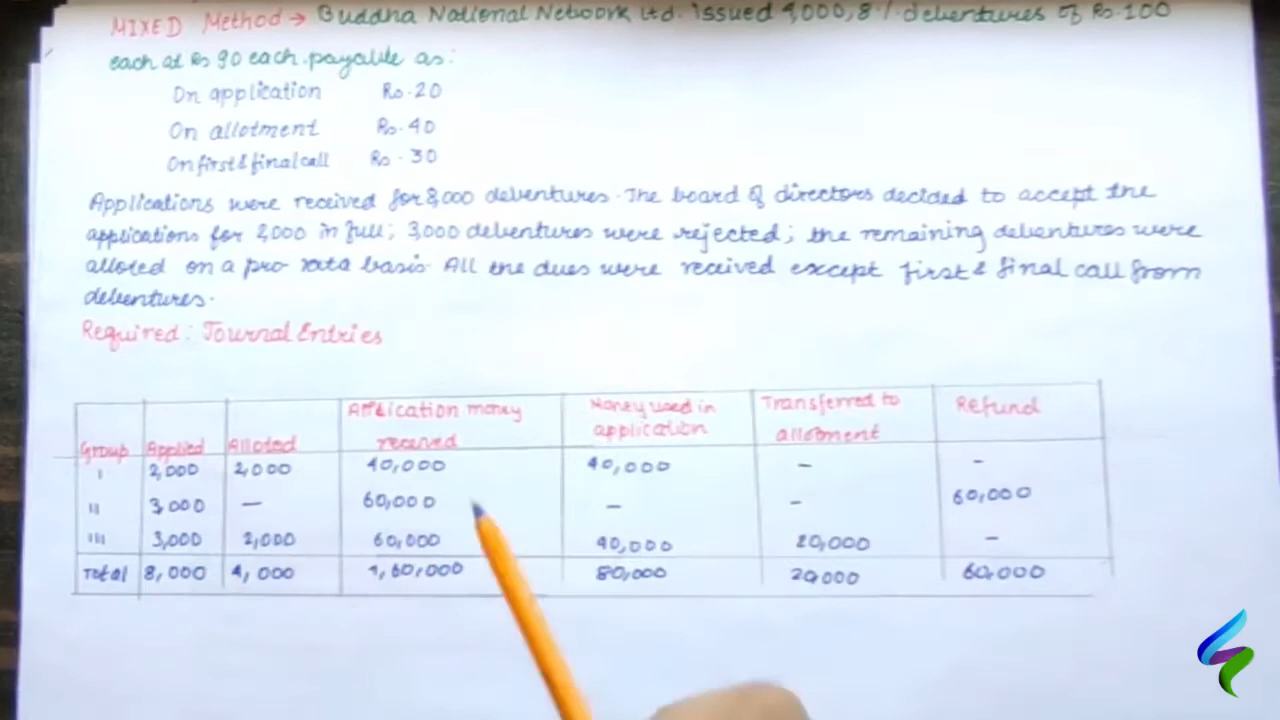 MIXED Method → Buddha National Network Ltd. issued 4,000, 8 % debentures of Rs. 100
each at Rs 90 each. payable as:
On application Rs. 20
On allotment Rs. 40
On first & final call Rs. 30
Applications were received for 8,000 debentures. The board of directors decided to accept the
applications for 2,000 in full; 3,000 debentures were rejected; the remaining debentures were
alloted on a pro rata basis. All the dues were received except first & final call from
debentures.
Required: Journal Entries
Group Applied Alloted Application money received Money used in application Transferred to allotment Refund
I 2,000 2,000 40,000 40,000 – –
II 3,000 — 60,000 – – 60,000
III 3,000 2,000 60,000 40,000 20,000 –
Total 8,000 4,000 1,60,000 80,000 20,000 60,000